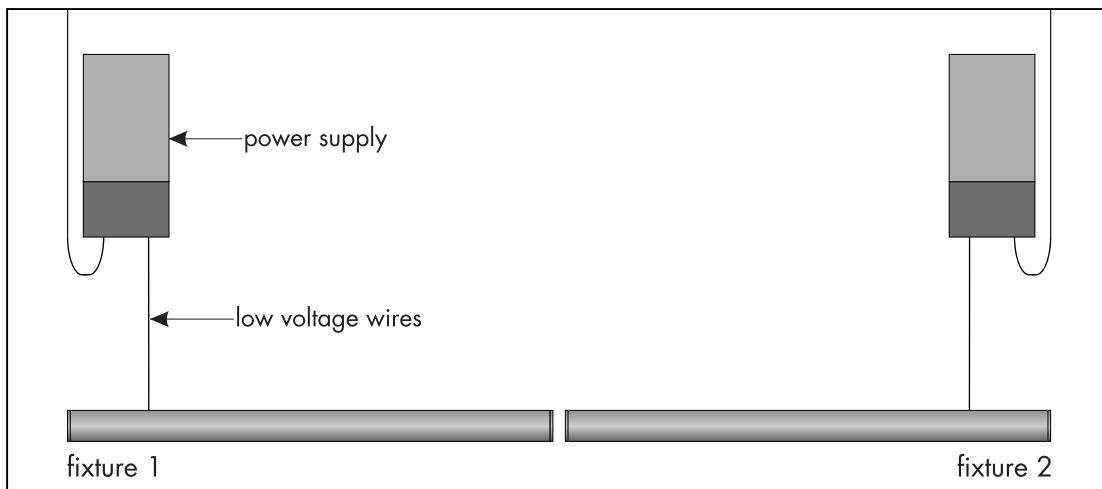 power supply
low voltage wires
fixture 1
fixture 2